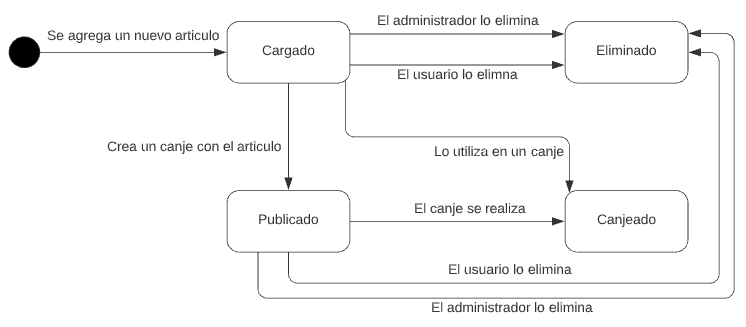 El administrador lo elimina
Se agrega un nuevo articulo
Cargado
Eliminado
El usuario lo elimna
Crea un canje con el articulo
Lo utiliza en un canje
Publicado
El canje se realiza
Canjeado
El usuario lo elimina
El administrador lo elimina